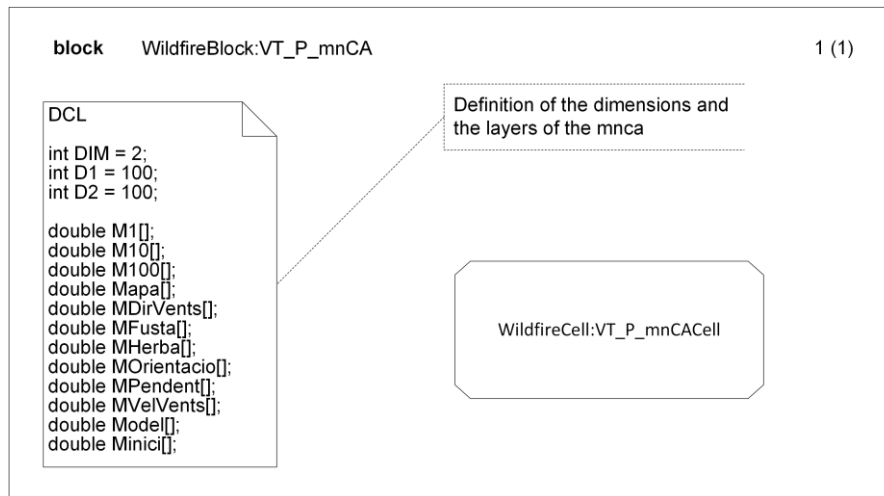 block WildfireBlock:VT_P_mnCA 1 (1)
DCL
int DIM = 2;
int D1 = 100;
int D2 = 100;
double M1[];
double M10[];
double M100[];
double Mapa[];
double MDirVents[];
double MFusta[];
double MHerba[];
double MOrientacio[];
double MPendent[];
double MVelVents[];
double Model[];
double Minici[];
Definition of the dimensions and
the layers of the mnca
WildfireCell:VT_P_mnCACell